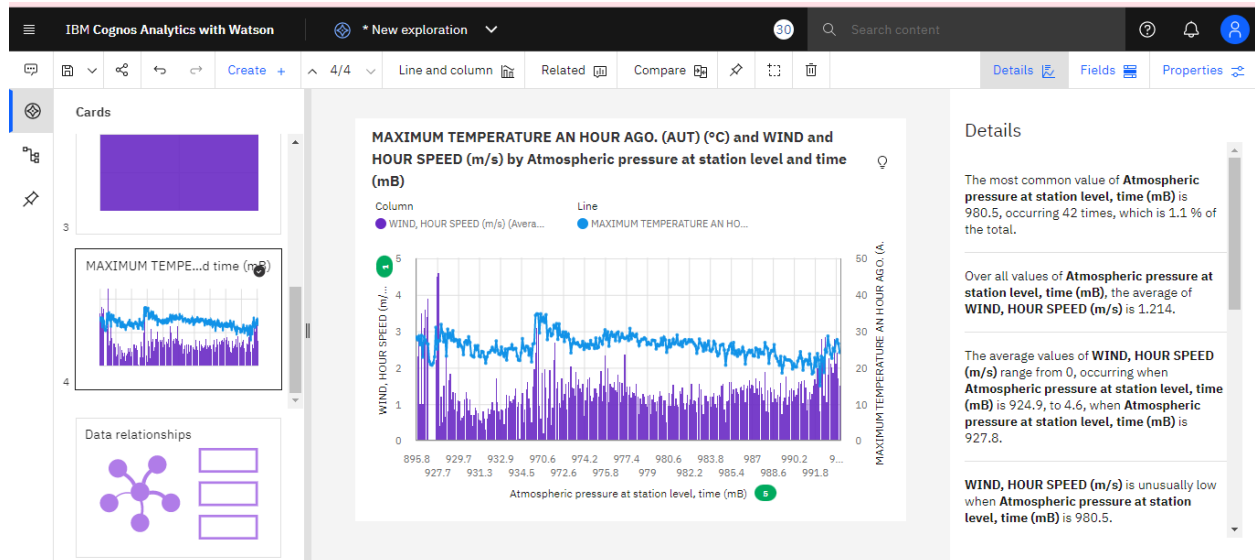 IBM Cognos Analytics with Watson
* New exploration
30
Search content
Create +
4/4
Line and column
Related
Compare
Details
Fields
Properties
Cards
3
MAXIMUM TEMPE...d time (mB)
4
Data relationships
MAXIMUM TEMPERATURE AN HOUR AGO. (AUT) (°C) and WIND and
HOUR SPEED (m/s) by Atmospheric pressure at station level and time
(mB)
Column
WIND, HOUR SPEED (m/s) (Avera...
Line
MAXIMUM TEMPERATURE AN HO...
WIND, HOUR SPEED (m/...
5
4
3
2
1
0
50
40
30
20
10
0
MAXIMUM TEMPERATURE AN HOUR AGO. (A.
895.8 929.7 932.9 970.6 974.2 977.4 980.6 983.8 987 990.2 9...
927.7 931.3 934.5 972.6 975.8 979 982.2 985.4 988.6 991.8
Atmospheric pressure at station level, time (mB)
5
Details
The most common value of Atmospheric
pressure at station level, time (mB) is
980.5, occurring 42 times, which is 1.1 % of
the total.
Over all values of Atmospheric pressure at
station level, time (mB), the average of
WIND, HOUR SPEED (m/s) is 1.214.
The average values of WIND, HOUR SPEED
(m/s) range from 0, occurring when
Atmospheric pressure at station level, time
(mB) is 924.9, to 4.6, when Atmospheric
pressure at station level, time (mB) is
927.8.
WIND, HOUR SPEED (m/s) is unusually low
when Atmospheric pressure at station
level, time (mB) is 980.5.